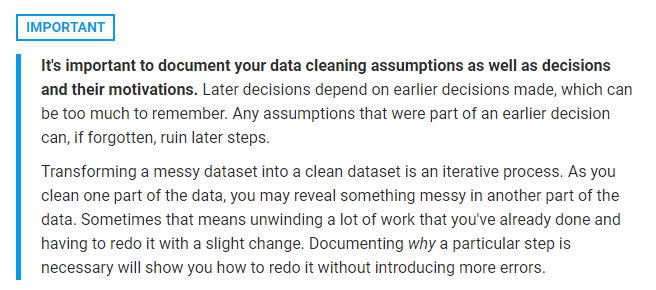 IMPORTANT
It's important to document your data cleaning assumptions as well as decisions
and their motivations. Later decisions depend on earlier decisions made, which can
be too much to remember. Any assumptions that were part of an earlier decision
can, if forgotten, ruin later steps.
Transforming a messy dataset into a clean dataset is an iterative process. As you
clean one part of the data, you may reveal something messy in another part of the
data. Sometimes that means unwinding a lot of work that you've already done and
having to redo it with a slight change. Documenting why a particular step is
necessary will show you how to redo it without introducing more errors.